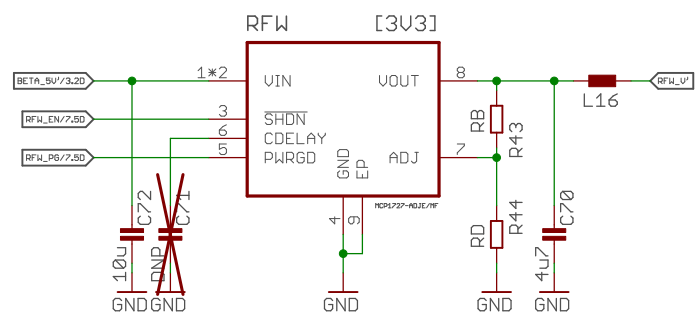 RFW [3V3]
BETA_5V'/3.2D
1*2 VIN VOUT 8
RFW_V'
L16
RFW_EN/7.5D
3 SHDN
6 CDELAY
RFW_PG/7.5D
5 PWRGD ADJ 7
GND
EP
MCP1727-ADJE/MF
4
9
RB
R43
RD
R44
C72
10u
C71
DNP
C70
4u7
GND GND GND GND GND